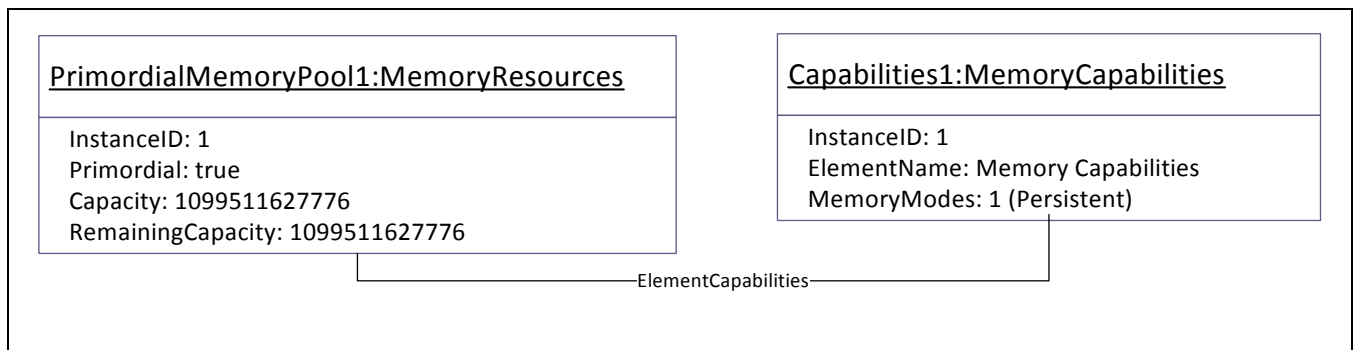 PrimordialMemoryPool1:MemoryResources
InstanceID: 1
Primordial: true
Capacity: 1099511627776
RemainingCapacity: 1099511627776
Capabilities1:MemoryCapabilities
InstanceID: 1
ElementName: Memory Capabilities
MemoryModes: 1 (Persistent)
ElementCapabilities